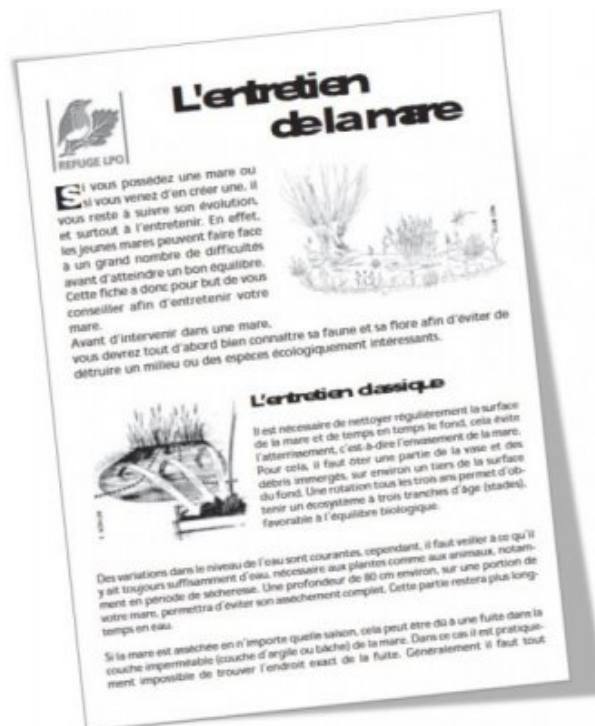 L'entretien
de la mare
REFUGE LPO
Si vous possédez une mare ou
si vous venez d'en créer une, il
vous reste à suivre son évolution,
et surtout à l'entretenir. En effet,
les jeunes mares peuvent faire face
à un grand nombre de difficultés
avant d'atteindre un bon équilibre.
Cette fiche a donc pour but de vous
conseiller afin d'entretenir votre
mare.
Avant d'intervenir dans une mare,
vous devrez tout d'abord bien connaître sa faune et sa flore afin d'éviter de
détruire un milieu ou des espèces écologiquement intéressants.
L'entretien classique
Il est nécessaire de nettoyer régulièrement la surface
de la mare et de temps en temps le fond, cela évite
l'atterrissement, c'est-à-dire l'envasement de la mare.
Pour cela, il faut ôter une partie de la vase et des
débris immergés, sur environ un tiers de la surface
du fond. Une rotation tous les trois ans permet d'ob-
tenir un écosystème à trois tranches d'âge (stades),
favorable à l'équilibre biologique.
Des variations dans le niveau de l'eau sont courantes, cependant, il faut veiller à ce qu'il
y ait toujours suffisamment d'eau, nécessaire aux plantes comme aux animaux, notam-
ment en période de sécheresse. Une profondeur de 80 cm environ, sur une portion de
votre mare, permettra d'éviter son assèchement complet. Cette partie restera plus long-
temps en eau.
Si la mare est asséchée en n'importe quelle saison, cela peut être dû à une fuite dans la
couche imperméable (couche d'argile ou bâche) de la mare. Dans ce cas il est pratique-
ment impossible de trouver l'endroit exact de la fuite. Généralement il faut tout